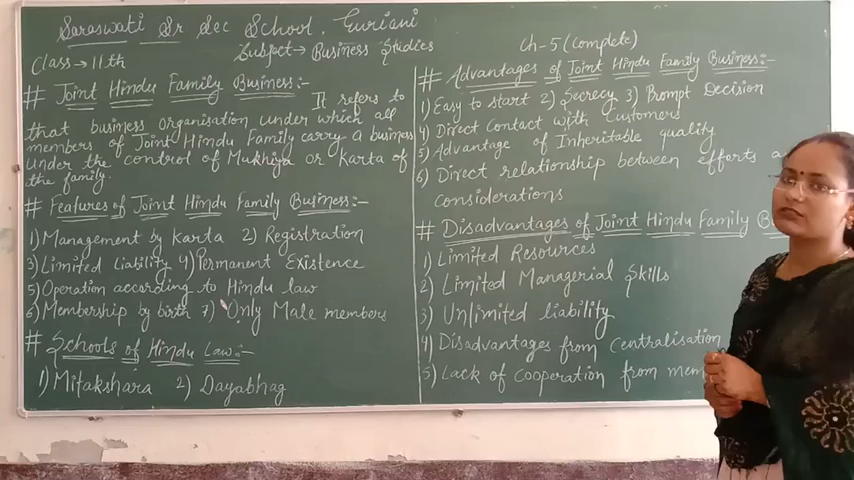 Saraswati Sr Sec School, Guriani
Class → 11th
Subject → Business Studies
Ch-5 (Complete)
# Joint Hindu Family Business:-
It refers to
that business Organisation under which all
members of Joint Hindu Family carry a business
under the control of Mukhiya or Karta of
the family.
# Features of Joint Hindu Family Business:-
1) Management by Karta 2) Registration
3) Limited Liability 4) Permanent Existence
5) Operation according to Hindu law
6) Membership by birth 7) Only Male members
# Schools of Hindu Law:-
1) Mitakshara 2) Dayabhag
# Advantages of Joint Hindu Family Business:-
1) Easy to start 2) Secrecy 3) Prompt Decision
4) Direct Contact with Customers
5) Advantage of Inheritable quality
6) Direct relationship between efforts
considerations
# Disadvantages of Joint Hindu Family
1) Limited Resources
2) Limited Managerial Skills
3) Unlimited liability
4) Disadvantages from Centralisation
5) Lack of Cooperation from